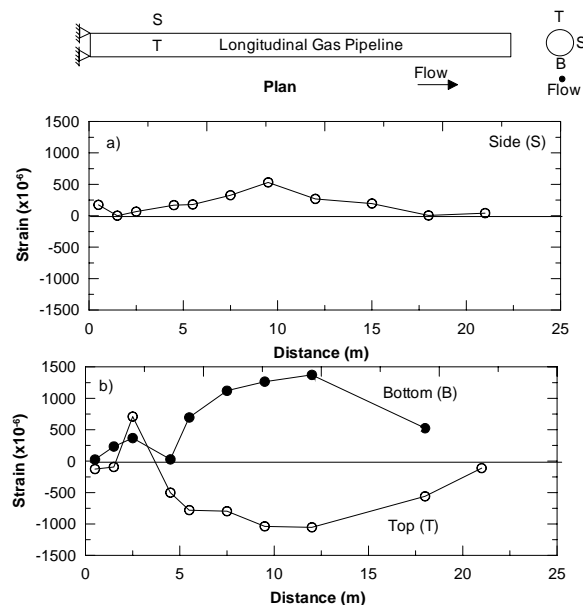 S
T
Longitudinal Gas Pipeline
T
S
B
Flow
Plan
Flow
a)
Side (S)
1500
1000
500
0
-500
-1000
-1500
Strain (x10-6)
0 5 10 15 20 25
Distance (m)
b)
Bottom (B)
Top (T)
1500
1000
500
0
-500
-1000
-1500
Strain (x10-6)
0 5 10 15 20 25
Distance (m)